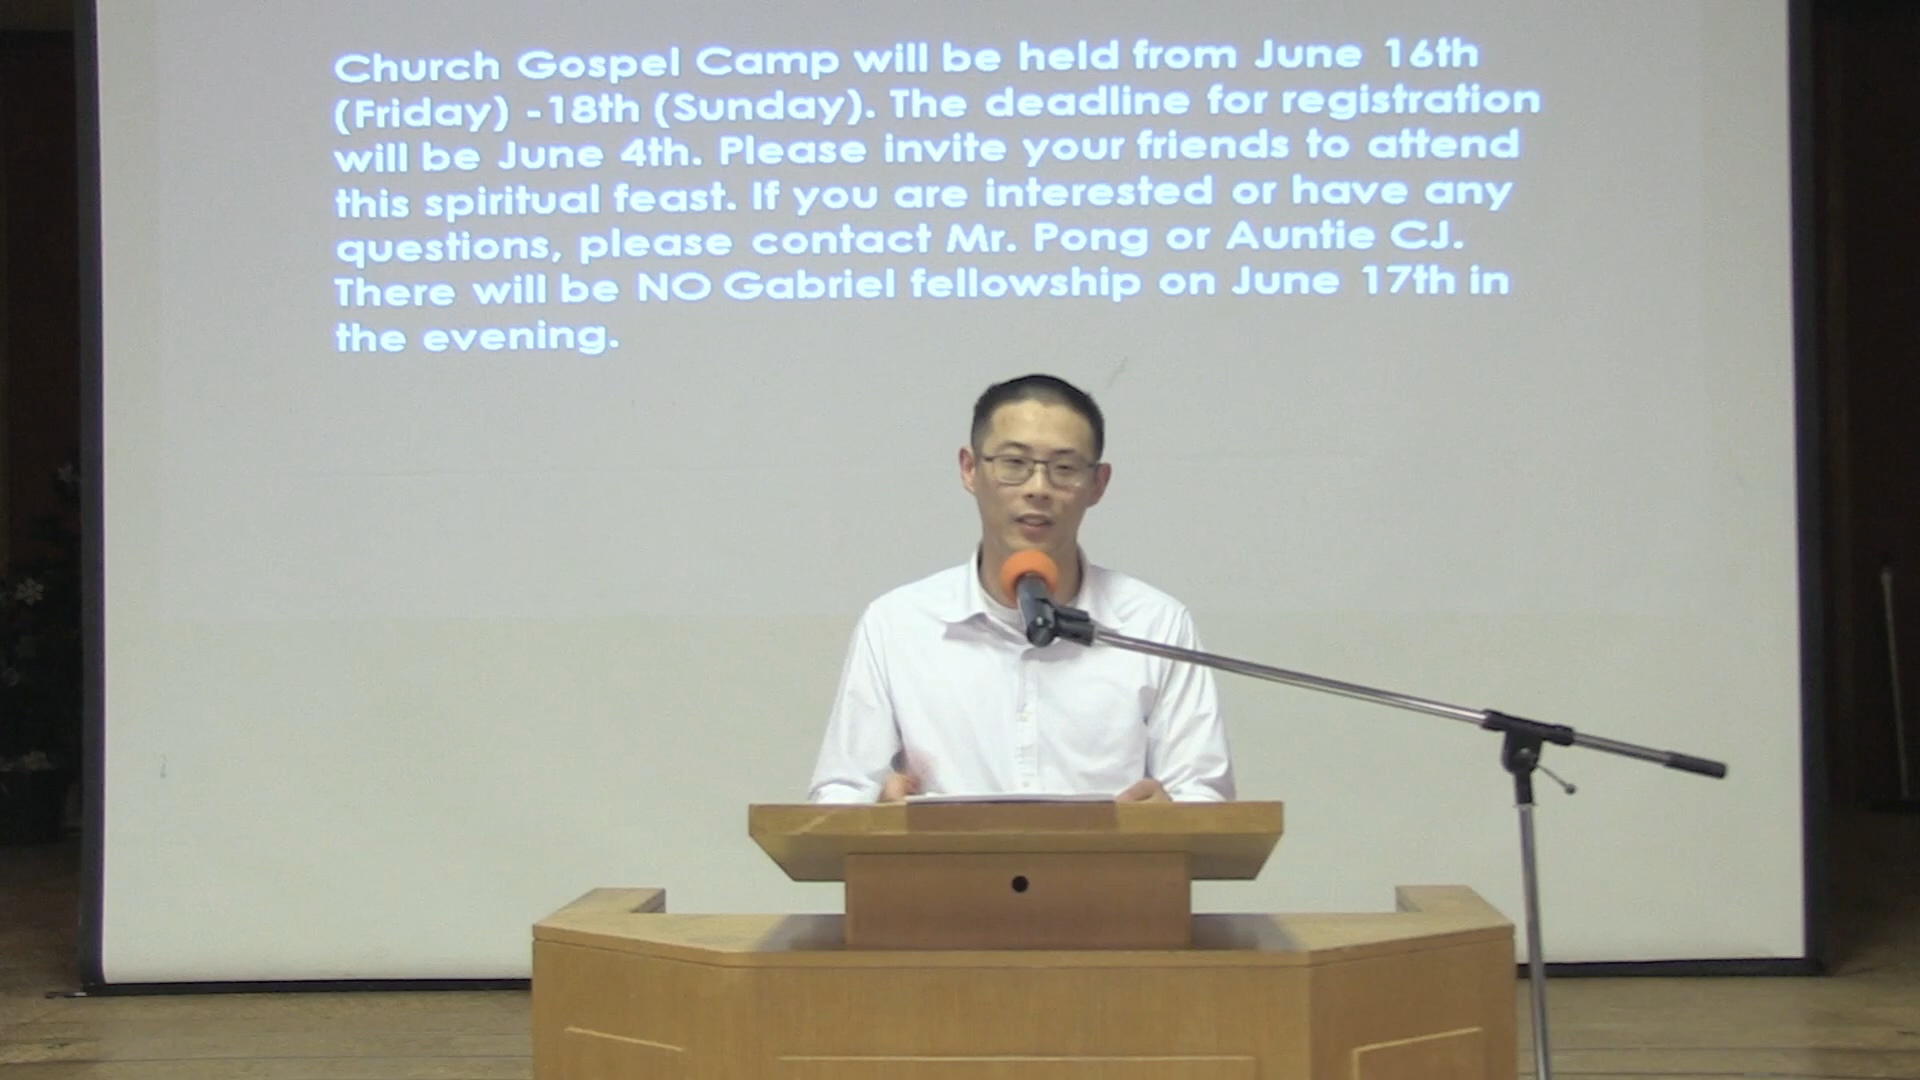 Church Gospel Camp will be held from June 16th
(Friday) -18th (Sunday). The deadline for registration
will be June 4th. Please invite your friends to attend
this spiritual feast. If you are interested or have any
questions, please contact Mr. Pong or Auntie CJ.
There will be NO Gabriel fellowship on June 17th in
the evening.